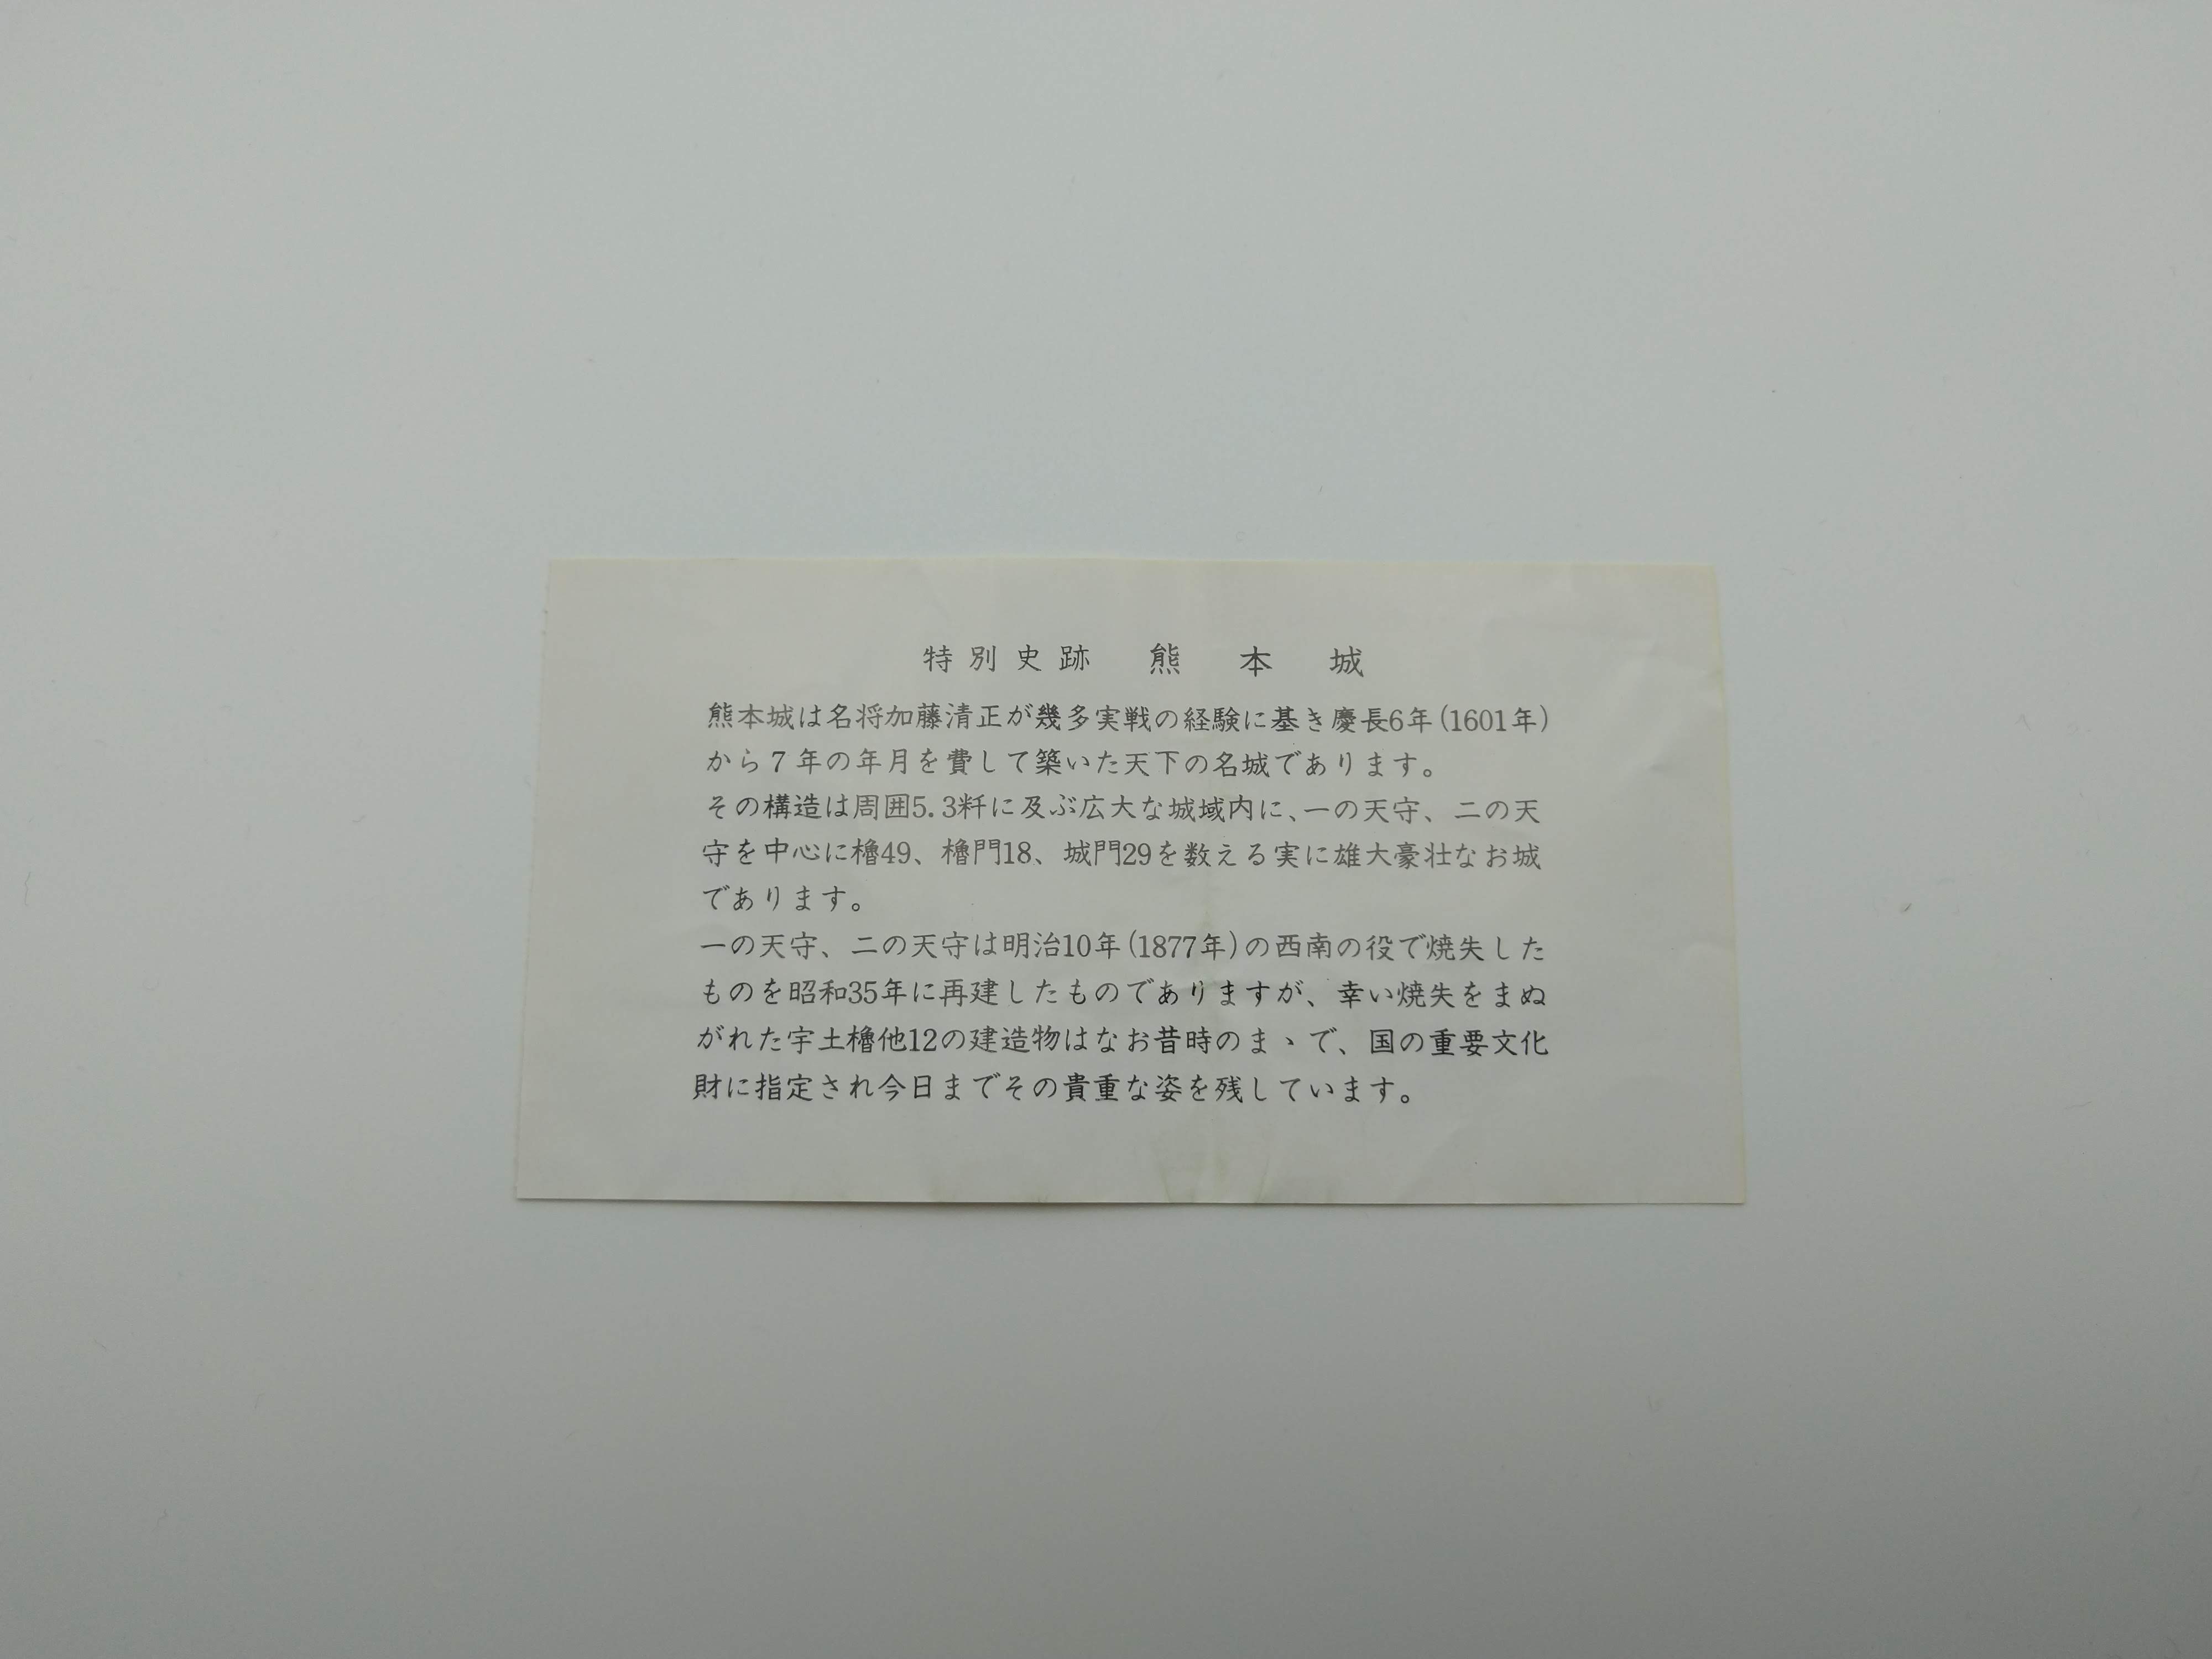 特別史跡 熊本城
熊本城は名将加藤清正が幾多実戦の経験に基き慶長6年(1601年)
から7年の年月を費して築いた天下の名城であります。
その構造は周囲5.3粁に及ぶ広大な城域内に、一の天守、二の天
守を中心に櫓49、櫓門18、城門29を数える実に雄大豪壮なお城
であります。
一の天守、二の天守は明治10年(1877年)の西南の役で焼失した
ものを昭和35年に再建したものでありますが、幸い焼失をまぬ
がれた宇土櫓他12の建造物はなお昔時のまゝで、国の重要文化
財に指定され今日までその貴重な姿を残しています。